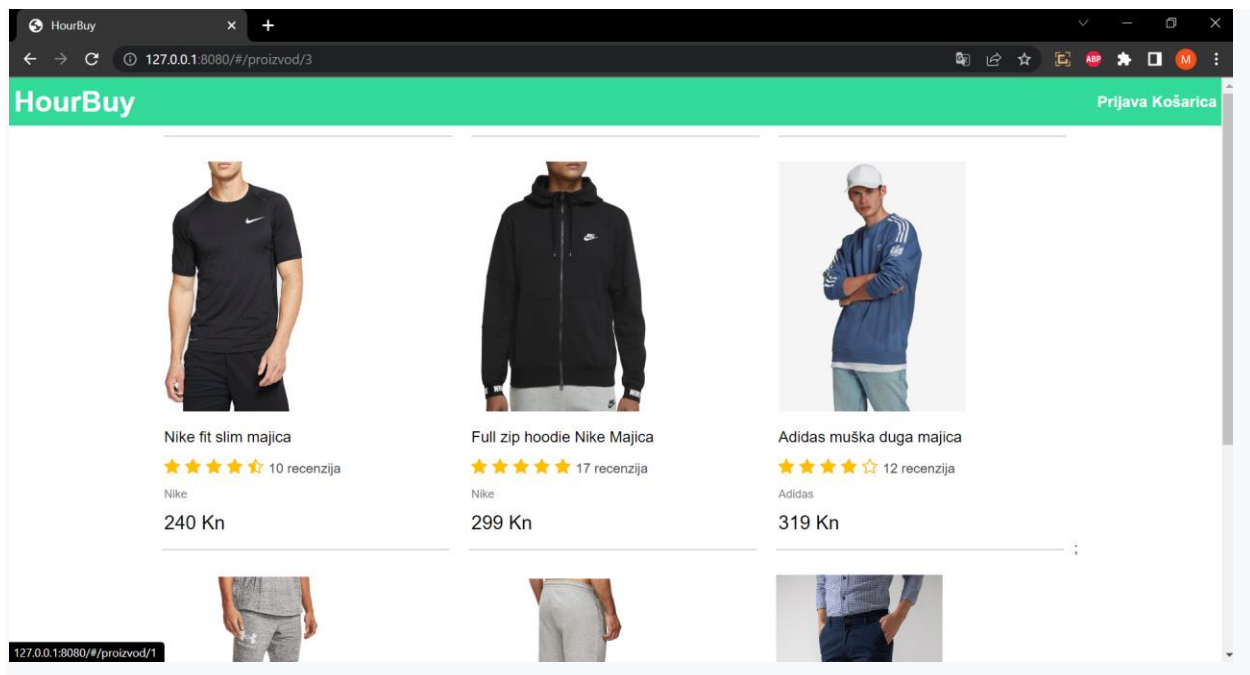 HourBuy
127.0.0.1:8080/#/proizvod/3
ABP
M
HourBuy
Prijava Košarica
Nike fit slim majica
Full zip hoodie Nike Majica
Adidas muška duga majica
10 recenzija
17 recenzija
12 recenzija
Nike
Nike
Adidas
240 Kn
299 Kn
319 Kn
;
127.0.0.1:8080/#/proizvod/1